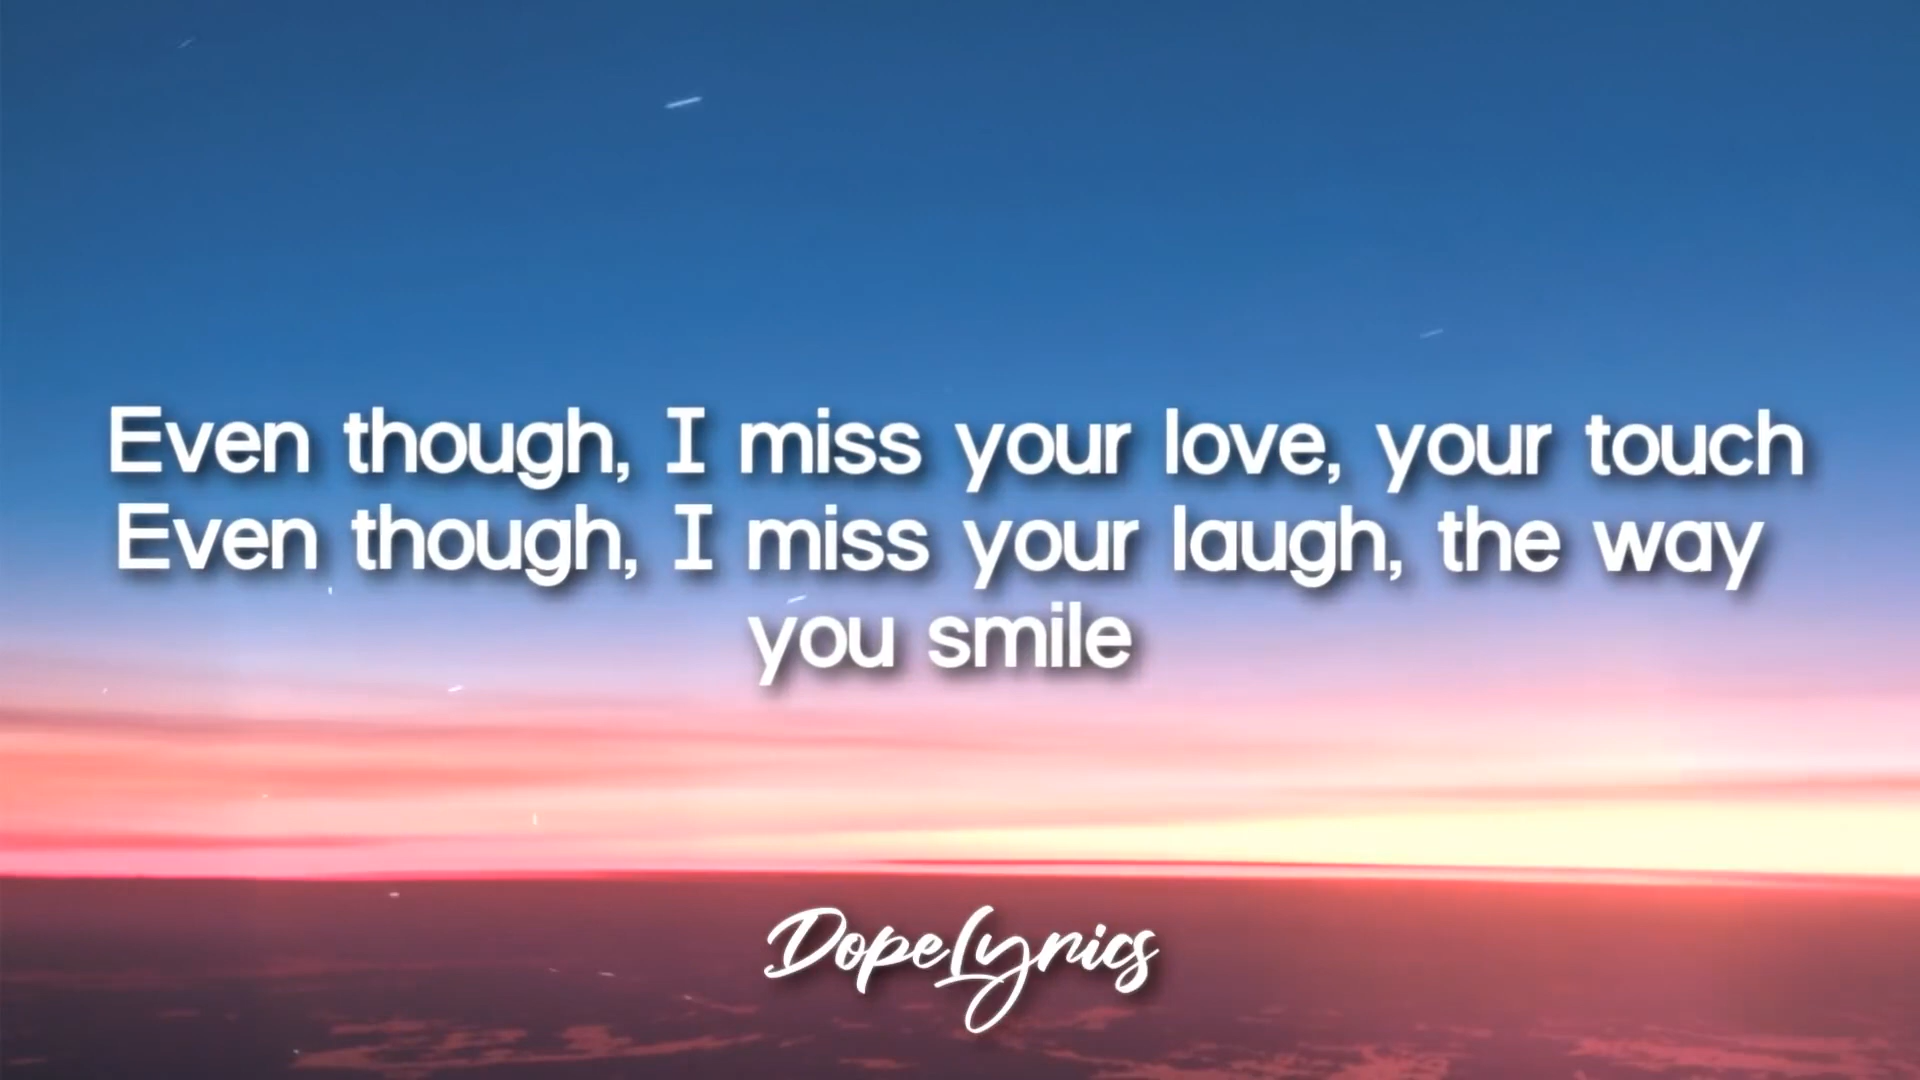 Even though, I miss your love, your touch
Even though, I miss your laugh, the way
you smile
DopeLyrics